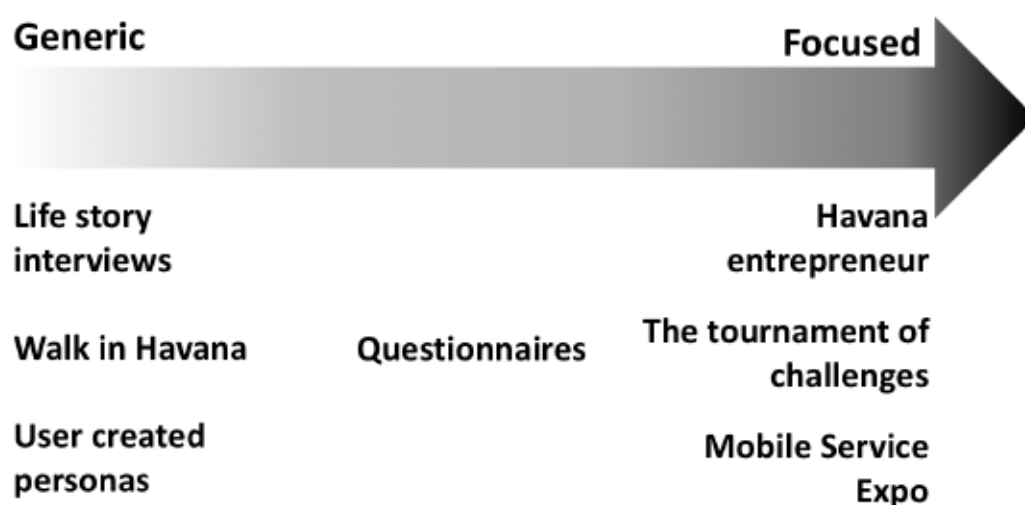 Generic
Focused
Life story
interviews
Havana
entrepreneur
Walk in Havana
Questionnaires
The tournament of
challenges
User created
personas
Mobile Service
Expo